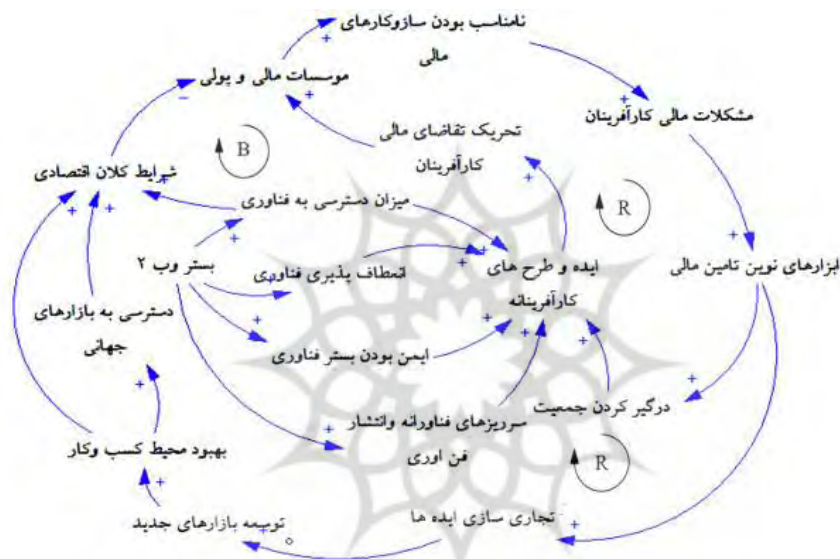 نامناسب بودن سازوکارهای
مالی
موسسات مالی و پولی
مشکلات مالی کارآفرینان
تحریک تقاضای مالی
کارآفرینان
B
شرایط کلان اقتصادی
میزان دسترسی به فناوری
R
بستر وب ۲
انعطاف پذیری فناوری
ایده و طرح های
کارآفرینانه
ابزارهای نوین تامین مالی
دسترسی به بازارهای
جهانی
ایمن بودن بستر فناوری
درگیر کردن جمعیت
سرریزهای فناورانه وانتشار
فن اوری
بهبود محیط کسب وکار
R
تجاری سازی ایده ها
توسعه بازارهای جدید